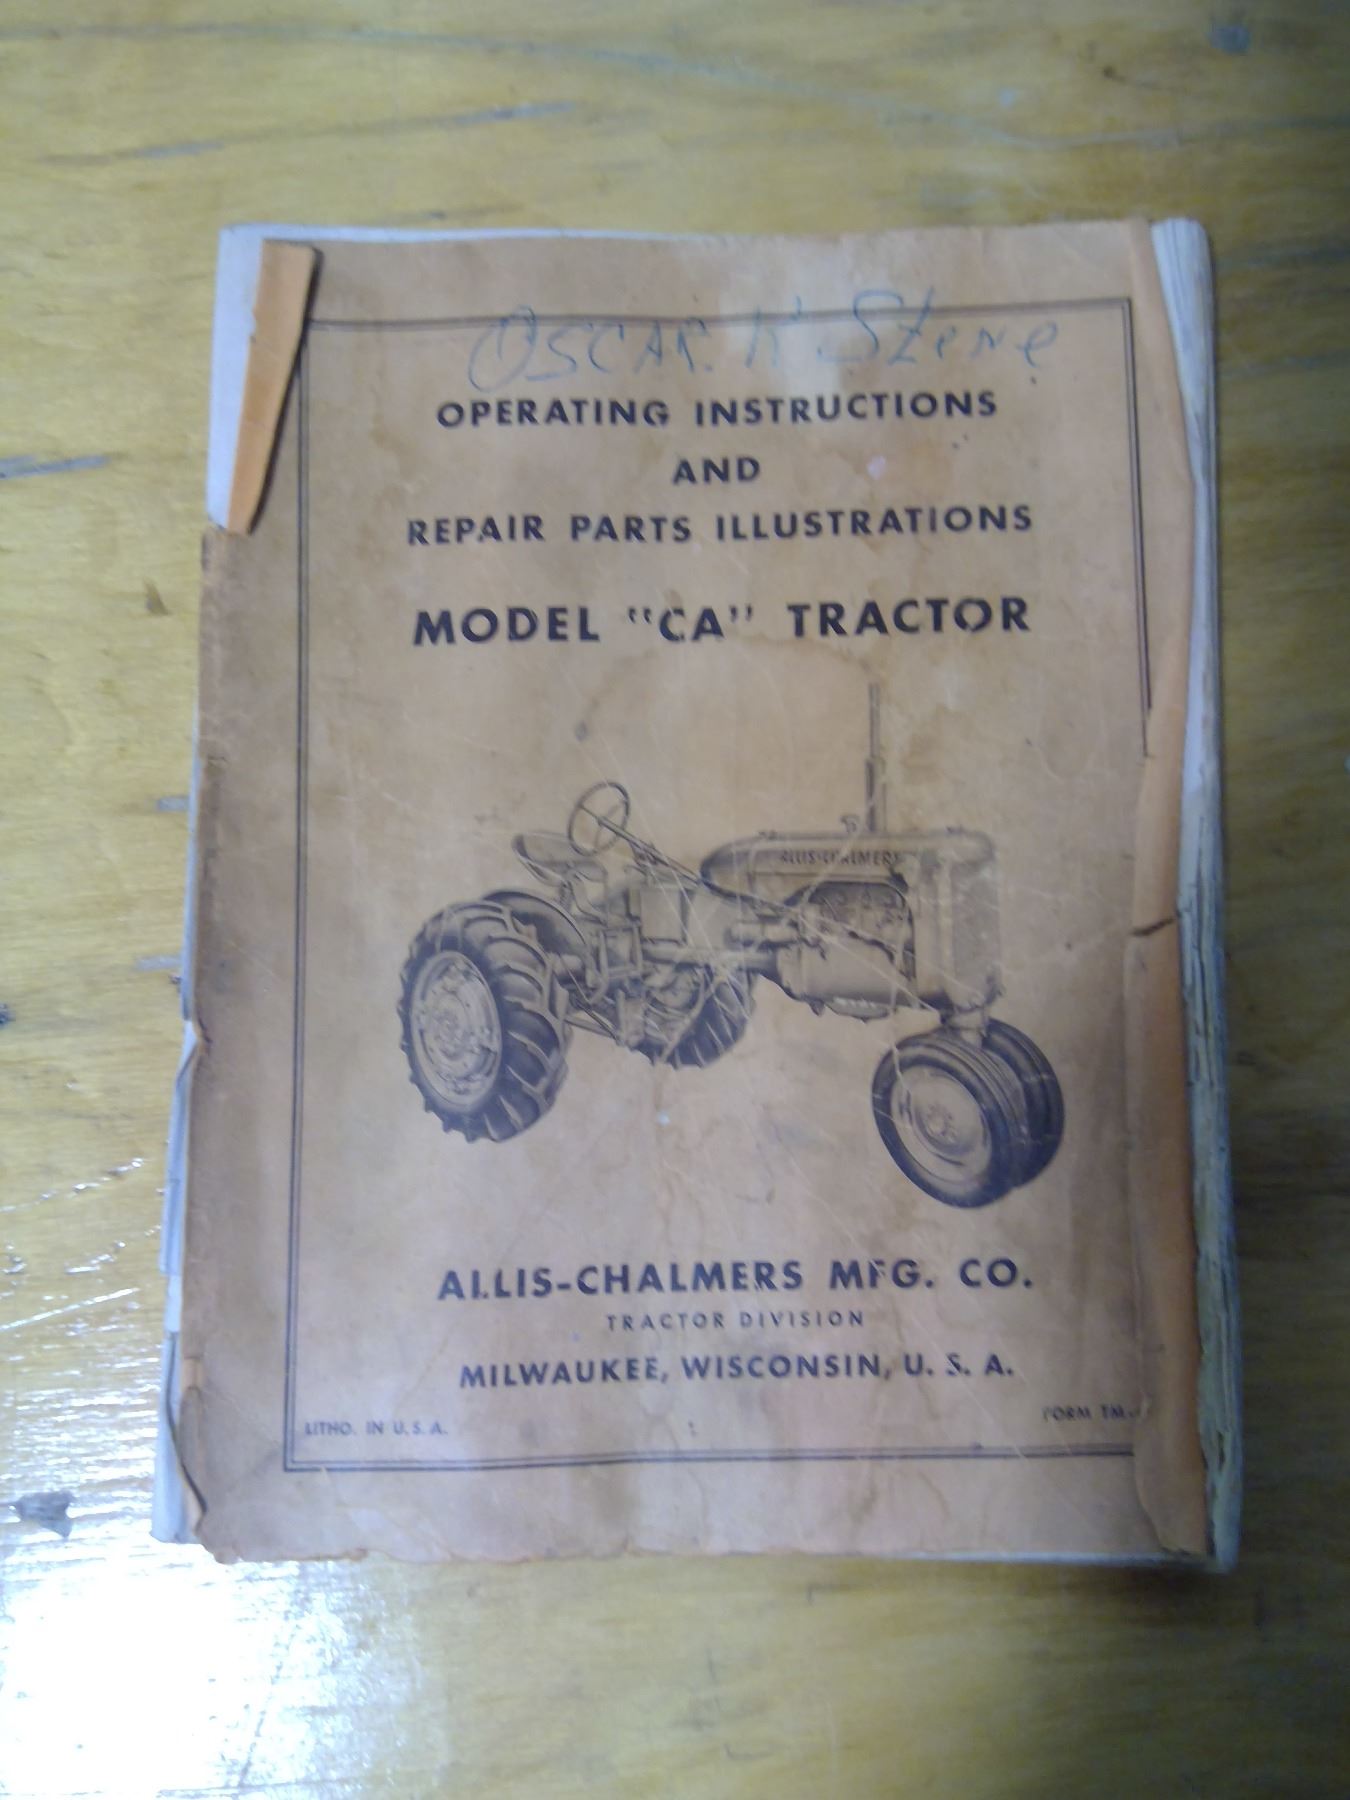 OSCAR. K Stene
OPERATING INSTRUCTIONS
AND
REPAIR PARTS ILLUSTRATIONS
MODEL "CA" TRACTOR
ALLIS-CHALMERS
ALLIS-CHALMERS MFG. CO.
TRACTOR DIVISION
MILWAUKEE, WISCONSIN, U. S. A.
LITHO. IN U. S. A.
FORM TM